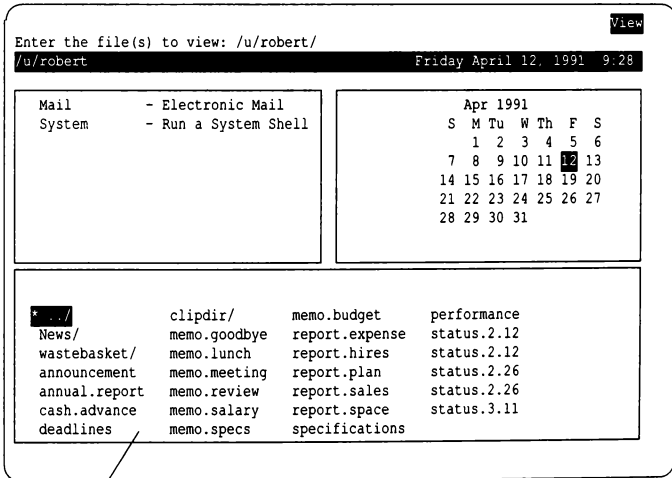 View
Enter the file(s) to view: /u/robert/
/u/robert Friday April 12, 1991 9:28
Mail - Electronic Mail
System - Run a System Shell
Apr 1991
S M Tu W Th F S
1 2 3 4 5 6
7 8 9 10 11 12 13
14 15 16 17 18 19 20
21 22 23 24 25 26 27
28 29 30 31
* ../ clipdir/ memo.budget performance
News/ memo.goodbye report.expense status.2.12
wastebasket/ memo.lunch report.hires status.2.12
announcement memo.meeting report.plan status.2.26
annual.report memo.review report.sales status.2.26
cash.advance memo.salary report.space status.3.11
deadlines memo.specs specifications